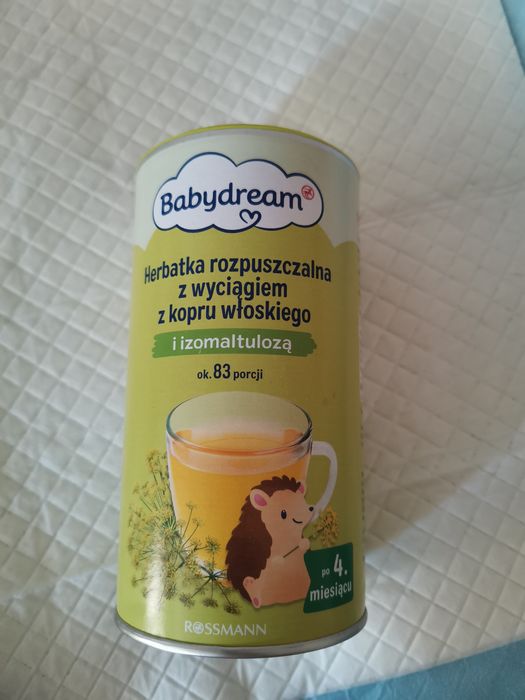 Babydream
Herbatka rozpuszczalna
z wyciągiem
z kopru włoskiego
i izomaltulozą
ok. 83 porcji
po 4.
miesiącu
ROSSMANN